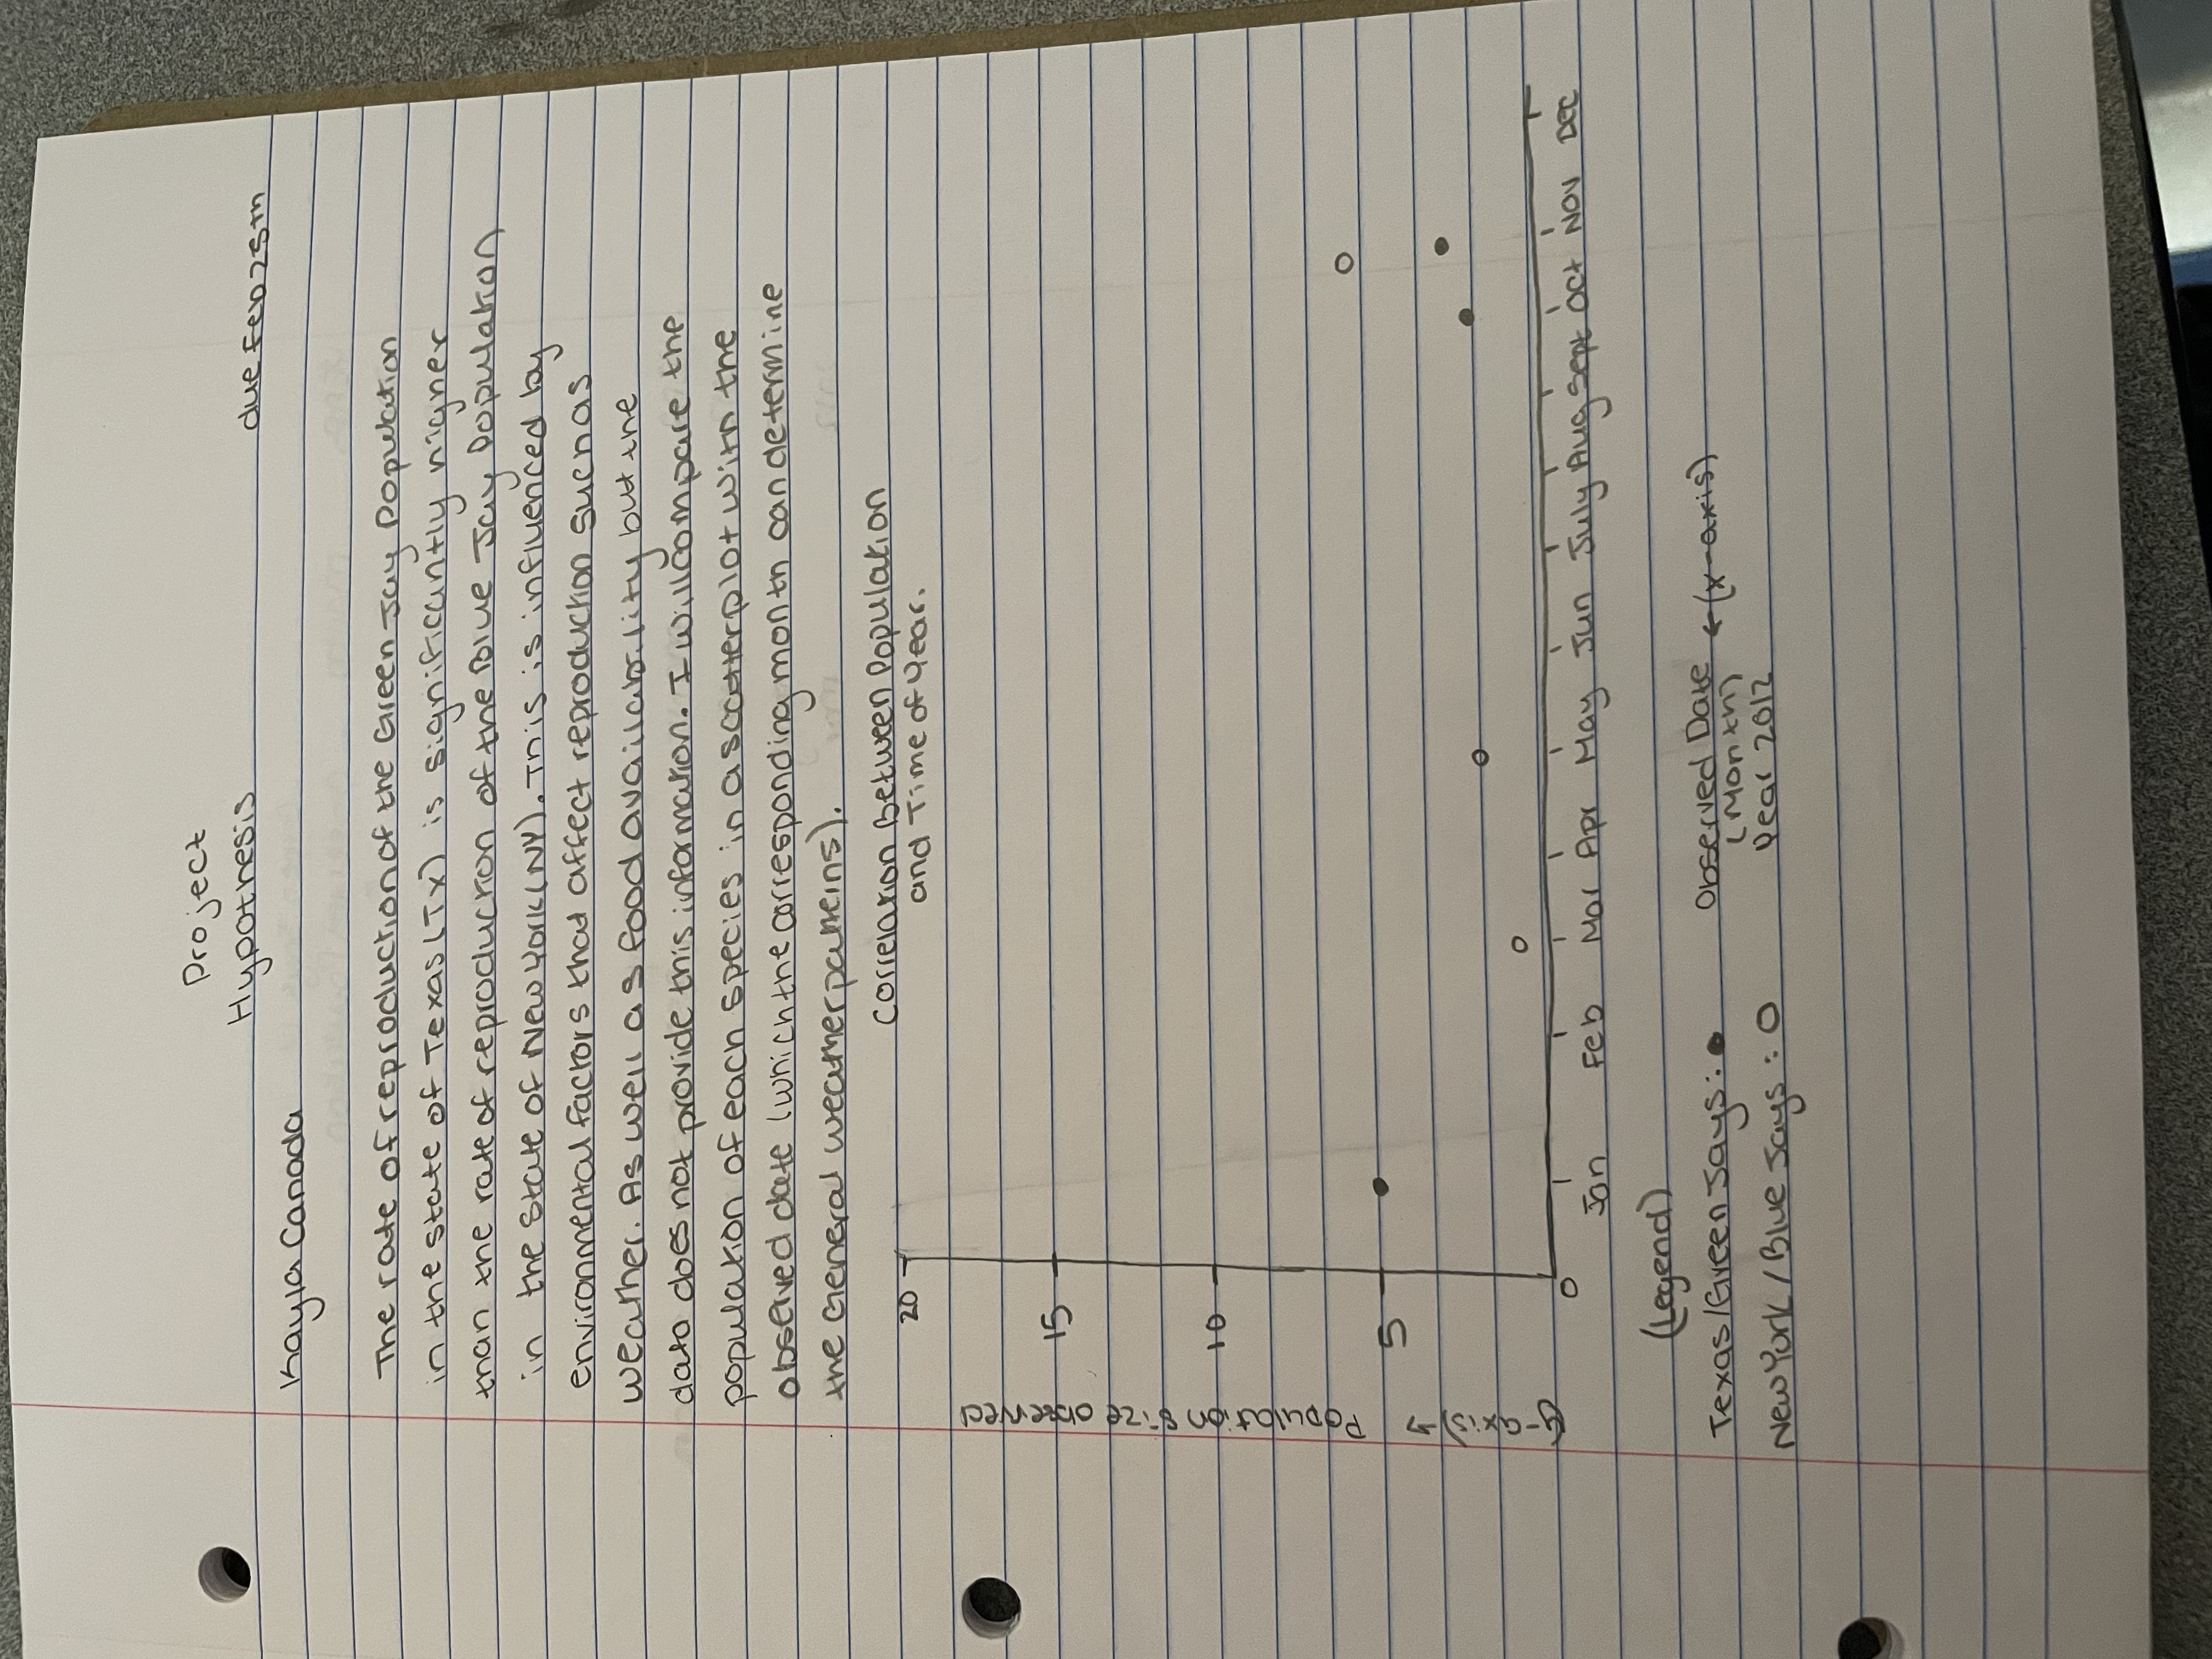 Project
Hypothesis
due Feb 25th
Kayla Canada
The rate of reproduction of the Green Jay Population
in the state of Texas (TX) is significantly higher
than the rate of reproduction of the Blue Jay Population
in the state of New York (NY). This is influenced by
environmental factors that affect reproduction such as
weather. As well as food availability but the
data does not provide this information. I will compare the
population of each species in a scatterplot with the
observed date (which the corresponding month can determine
the General weather patterns).
Correlation Between Population
and Time of Year.
20
15
10
5
0
(y-axis) → Population size observed
Jan Feb Mar Apr May Jun July Aug Sept Oct Nov Dec
(Legend)
Texas/Green Jays: ●
New York / Blue Jays : O
Observed Date ← (x-axis)
(Month)
Year 2012